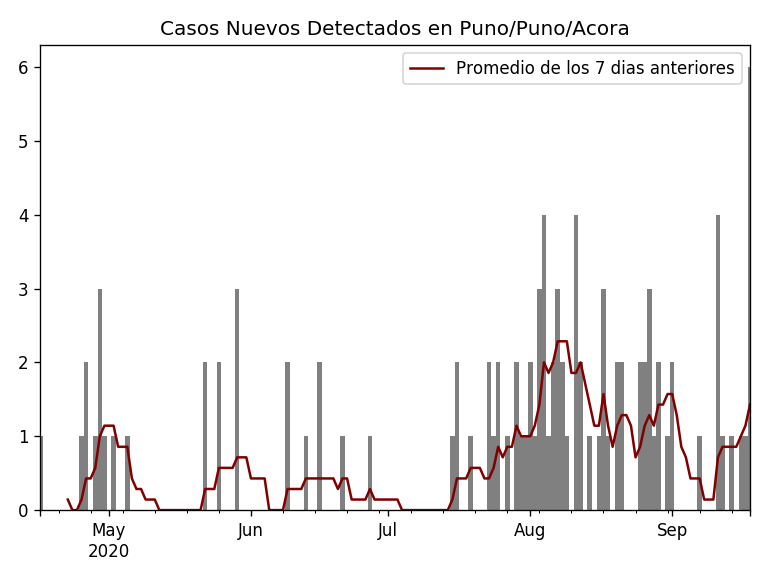 Casos Nuevos Detectados en Puno/Puno/Acora
Promedio de los 7 dias anteriores
6
5
4
3
2
1
0
May Jun Jul Aug Sep
2020